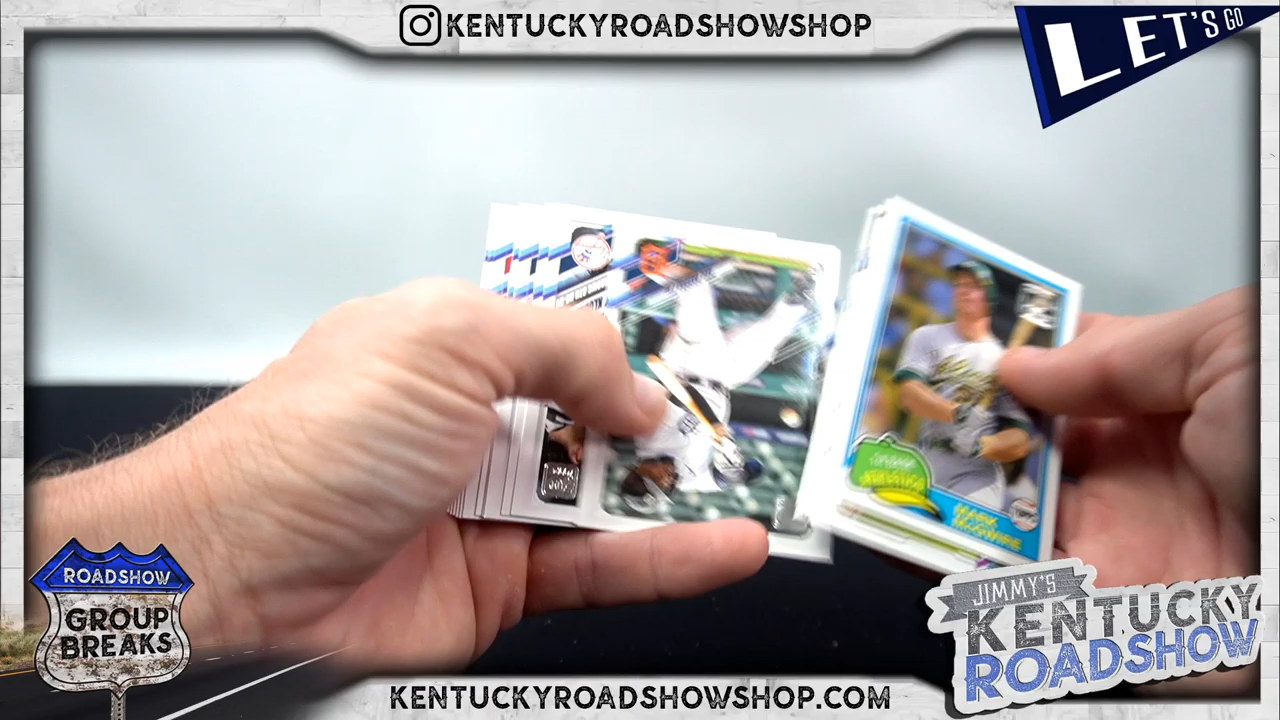 KENTUCKYROADSHOWSHOP
LET'S GO
MARK
McGWIRE
ROADSHOW
GROUP
BREAKS
JIMMY'S
KENTUCKY
ROADSHOW
KENTUCKYROADSHOWSHOP.COM